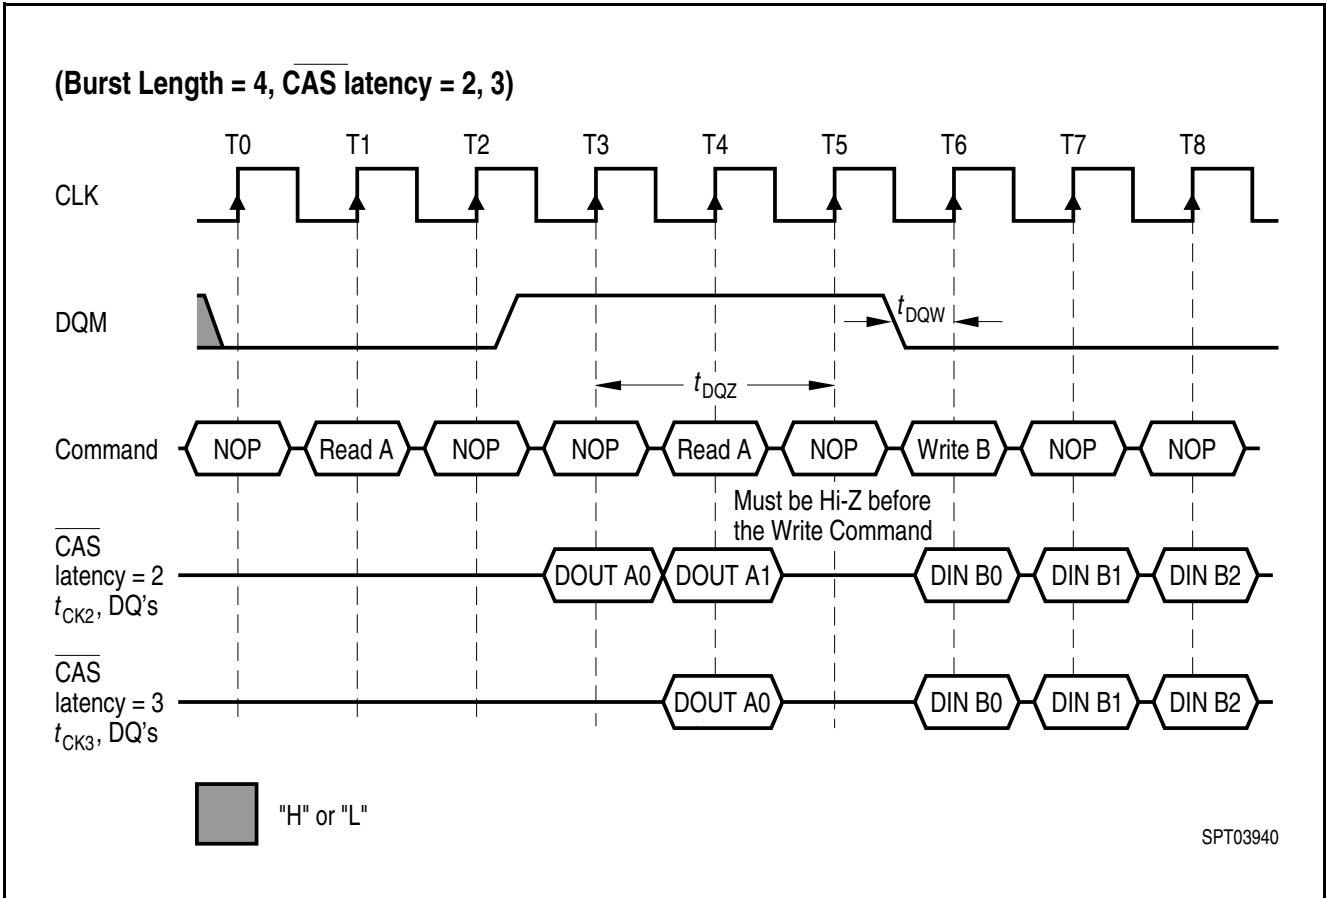 (Burst Length = 4, CAS latency = 2, 3)
T0 T1 T2 T3 T4 T5 T6 T7 T8
CLK
DQM
tDQW
tDQZ
Command NOP Read A NOP NOP Read A NOP Write B NOP NOP
Must be Hi-Z before
the Write Command
CAS
latency = 2
tCK2, DQ's
DOUT A0 DOUT A1 DIN B0 DIN B1 DIN B2
CAS
latency = 3
tCK3, DQ's
DOUT A0 DIN B0 DIN B1 DIN B2
"H" or "L"
SPT03940